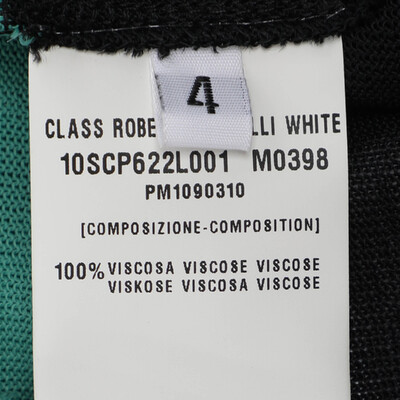 4
CLASS ROBE LLI WHITE
10SCP622L001 M0398
PM1090310
[COMPOSIZIONE-COMPOSITION]
100% VISCOSA VISCOSE VISCOSE
VISKOSE VISCOSA VISCOSE